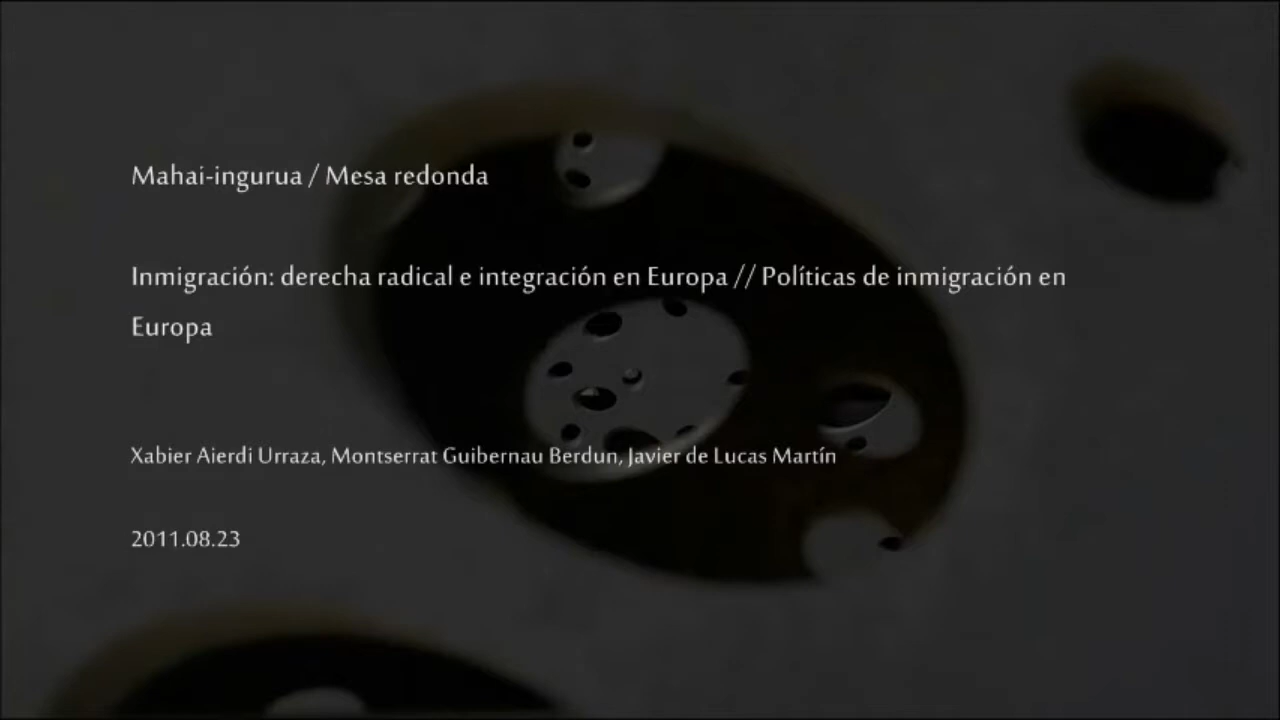 Mahai-ingurua / Mesa redonda
Inmigración: derecha radical e integración en Europa // Políticas de inmigración en
Europa
Xabier Aierdi Urraza, Montserrat Guibernau Berdun, Javier de Lucas Martín
2011.08.23